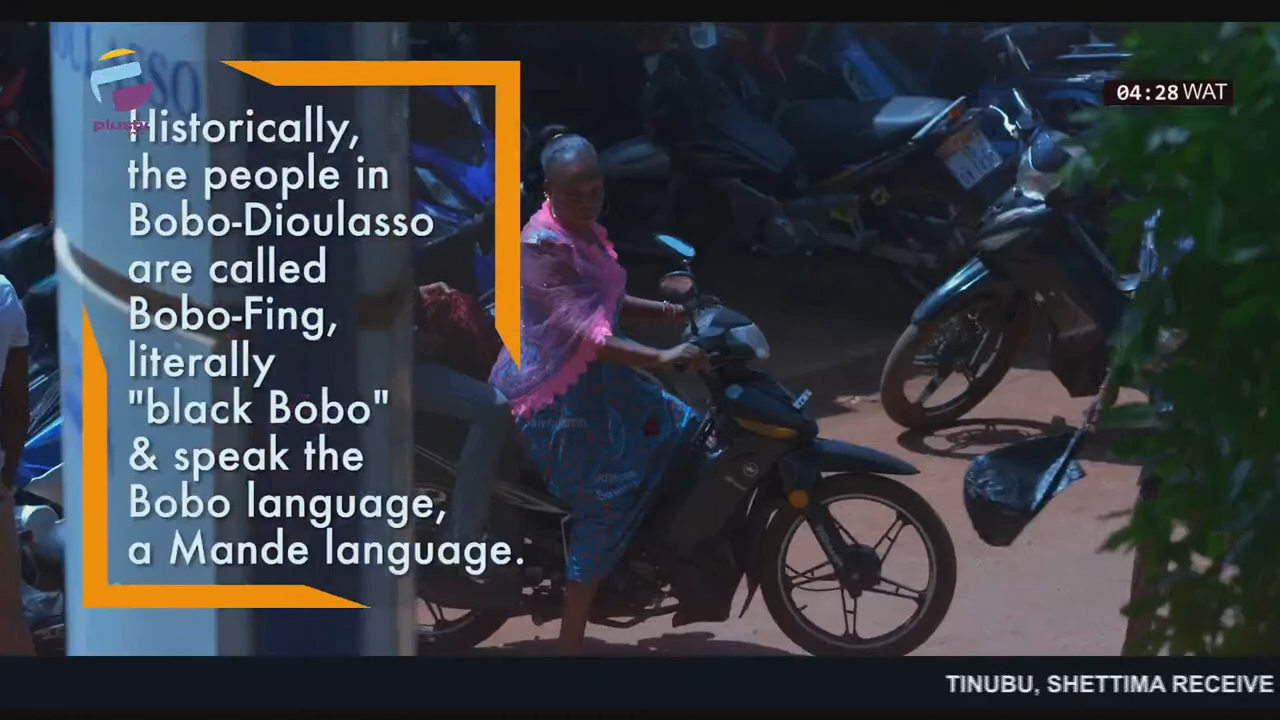 Historically,
the people in
Bobo-Dioulasso
are called
Bobo-Fing,
literally
"black Bobo"
& speak the
Bobo language,
a Mande language.
04:28 WAT
TINUBU, SHETTIMA RECEIVE